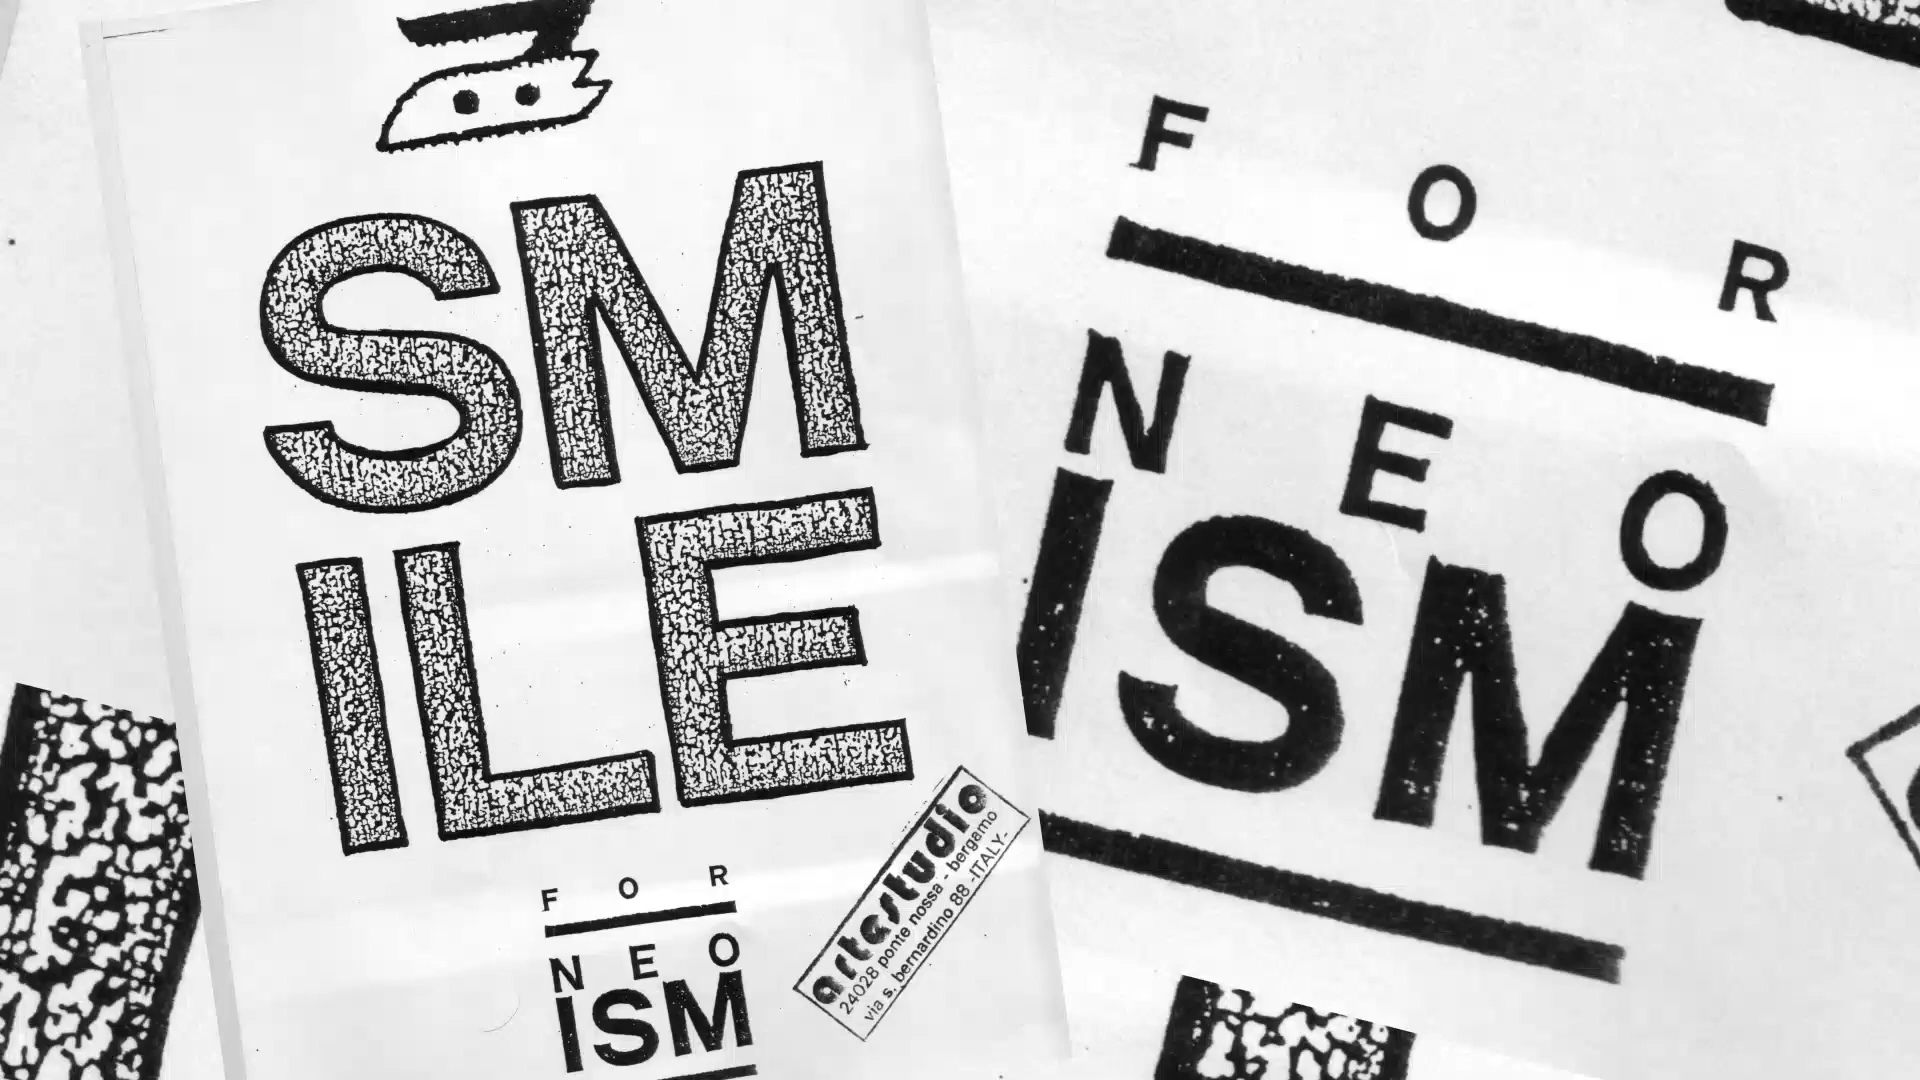 SM
ILE
FOR
NEO
ISM
artestudio
24028 ponte nossa - bergamo
via s. bernardino 88 -ITALY-
FOR
NEO
ISM